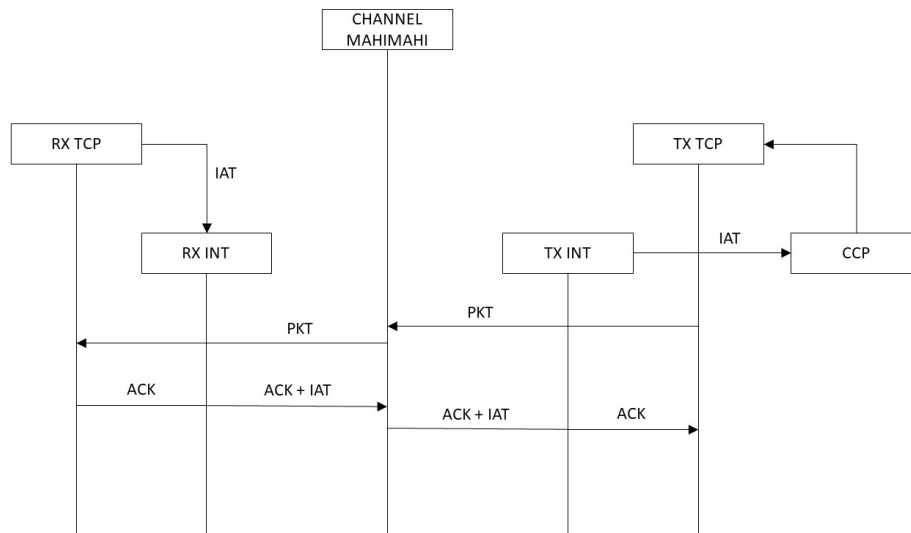 CHANNEL
MAHIMAHI
RX TCP
TX TCP
IAT
RX INT
TX INT
IAT
CCP
PKT
PKT
ACK
ACK + IAT
ACK + IAT
ACK